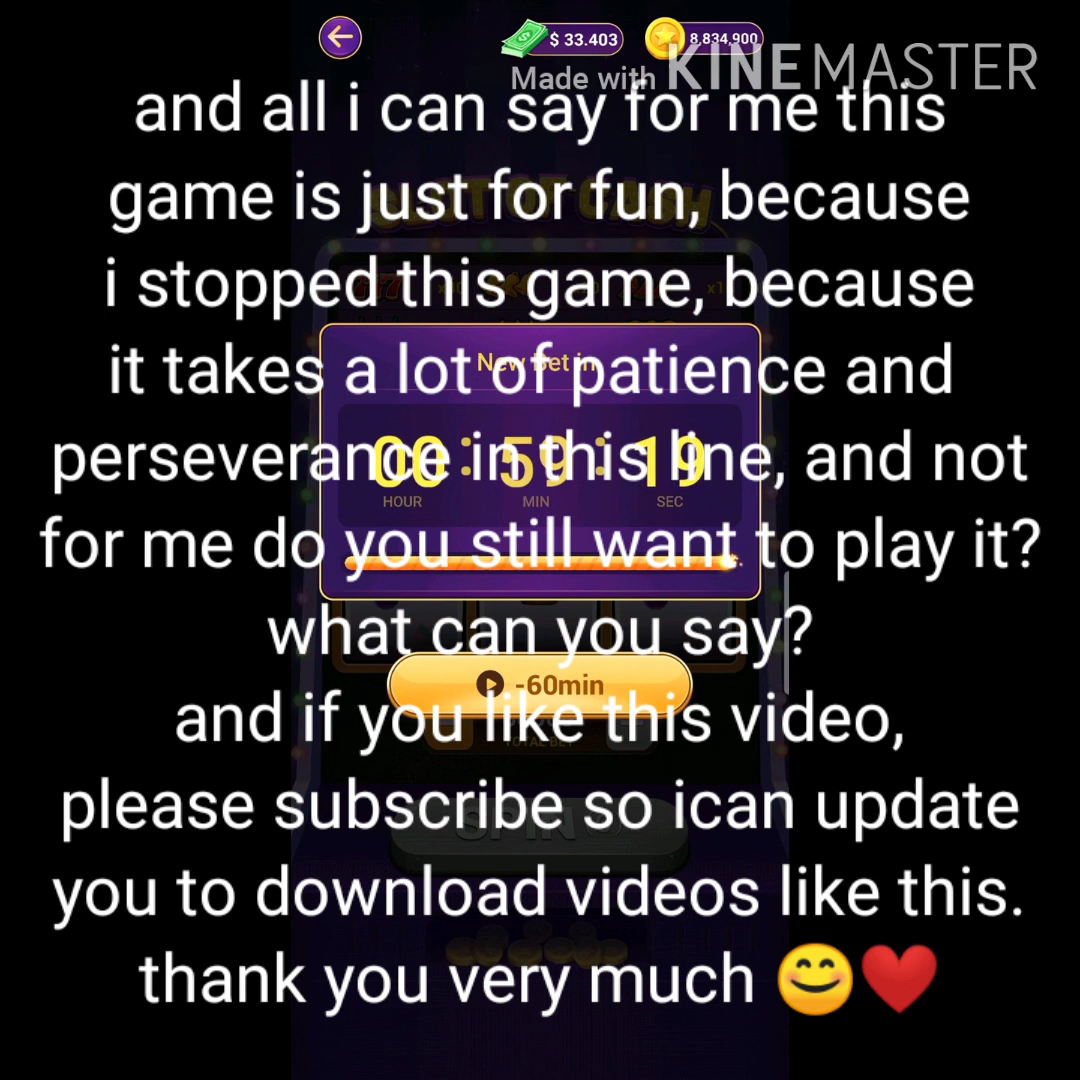 $ 33.403
8,834,900
Made with KINEMASTER
and all i can say for me this
game is just for fun, because
i stopped this game, because
it takes a lot of patience and
New Bet in
perseverance in this line, and not
00 : 59 : 19
HOUR MIN SEC
for me do you still want to play it?
what can you say?
-60min
and if you like this video,
TOTAL BET
please subscribe so ican update
SPIN
you to download videos like this.
thank you very much 😊❤️